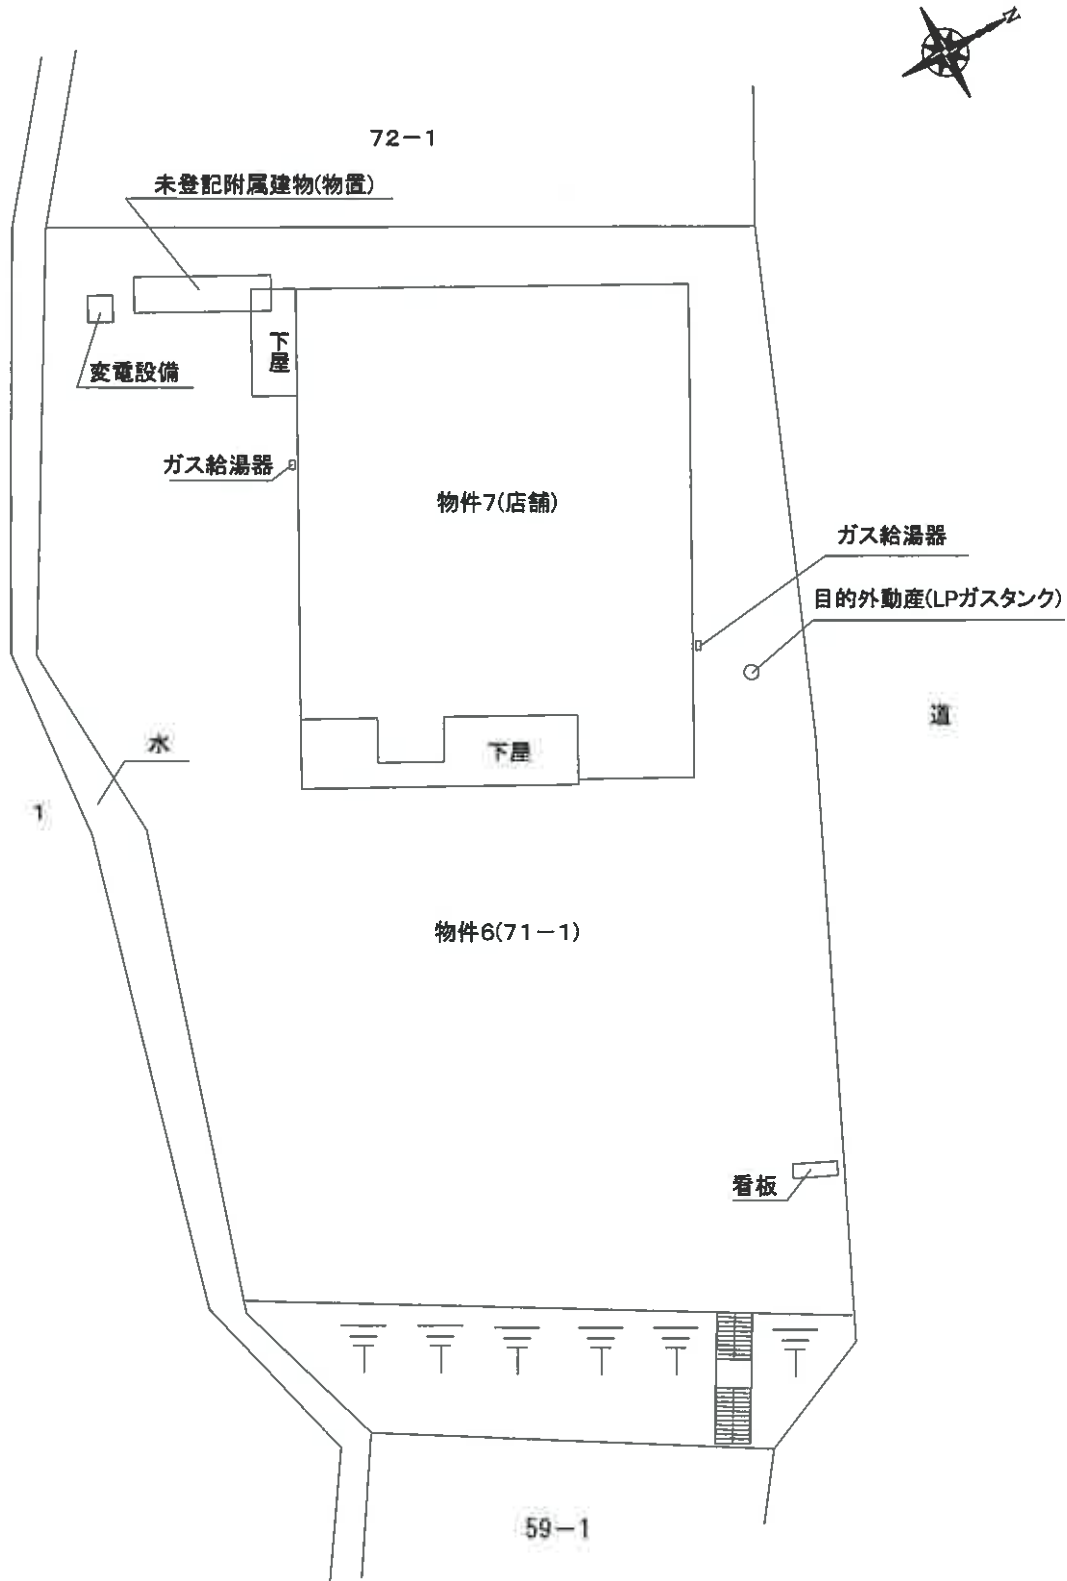 N
72-1
未登記附属建物(物置)
下屋
変電設備
ガス給湯器
物件7(店舗)
ガス給湯器
目的外動産(LPガスタンク)
道
水
下屋
1
物件6(71-1)
看板
59-1